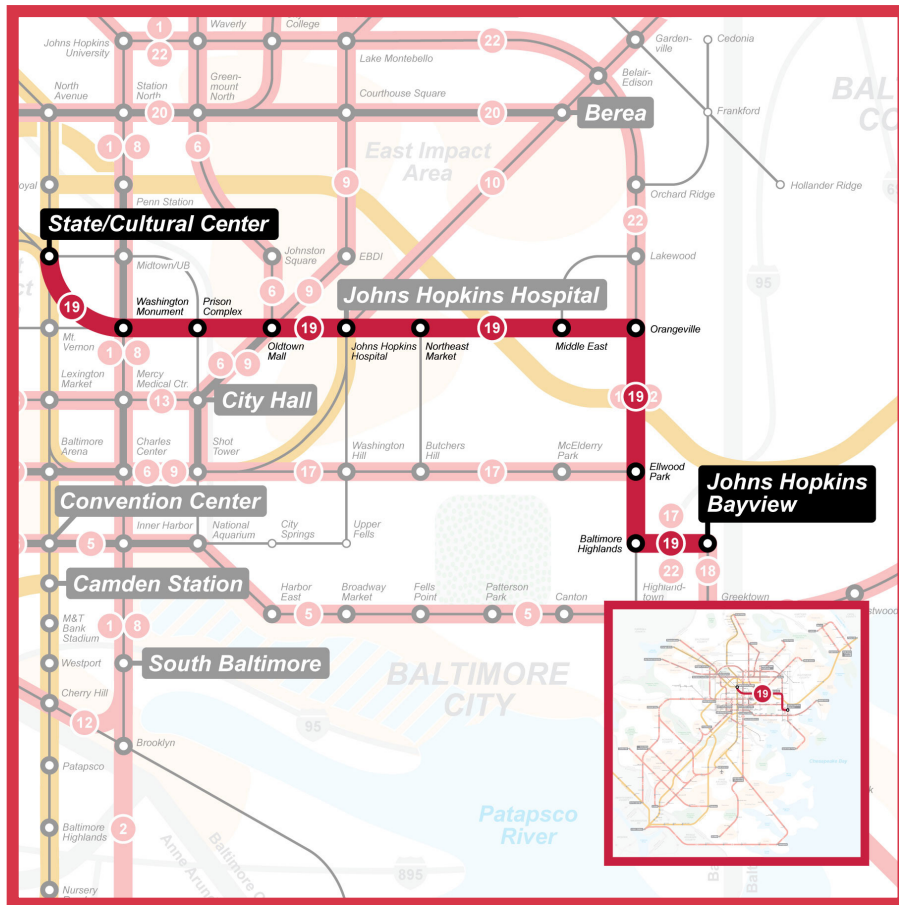 1
Waverly
College
22
Johns Hopkins
University
22
Lake Montebello
Garden-
ville
Cedonia
Belair-
Edison
North
Avenue
Station
North
Green-
mount
North
Courthouse Square
20
20
Berea
Frankford
1
8
6
East Impact
Area
9
10
Penn Station
Orchard Ridge
Hollander Ridge
22
State/Cultural Center
Midtown/UB
Johnston
Square
EBDI
Lakewood
95
19
Washington
Monument
Prison
Complex
6
9
Johns Hopkins Hospital
19
19
Mt.
Vernon
Oldtown
Mall
Johns Hopkins
Hospital
Northeast
Market
Middle East
Orangeville
1
8
6
9
Lexington
Market
Mercy
Medical Ctr.
13
City Hall
19
Baltimore
Arena
Charles
Center
Shot
Tower
6
9
17
Washington
Hill
Butchers
Hill
17
McElderry
Park
Ellwood
Park
Johns Hopkins
Bayview
Convention Center
17
5
Inner Harbor
National
Aquarium
City
Springs
Upper
Fells
Baltimore
Highlands
19
22
18
Camden Station
Harbor
East
Broadway
Market
Fells
Point
Patterson
Park
Canton
Highland-
town
Greektown
5
5
M&T
Bank
Stadium
1
8
Westport
South Baltimore
BALTIMORE
CITY
19
Cherry Hill
12
95
Brooklyn
Patapsco
Baltimore
Highlands
2
Patapsco
River
Anne Arun
Baltimore C
895
Nursery